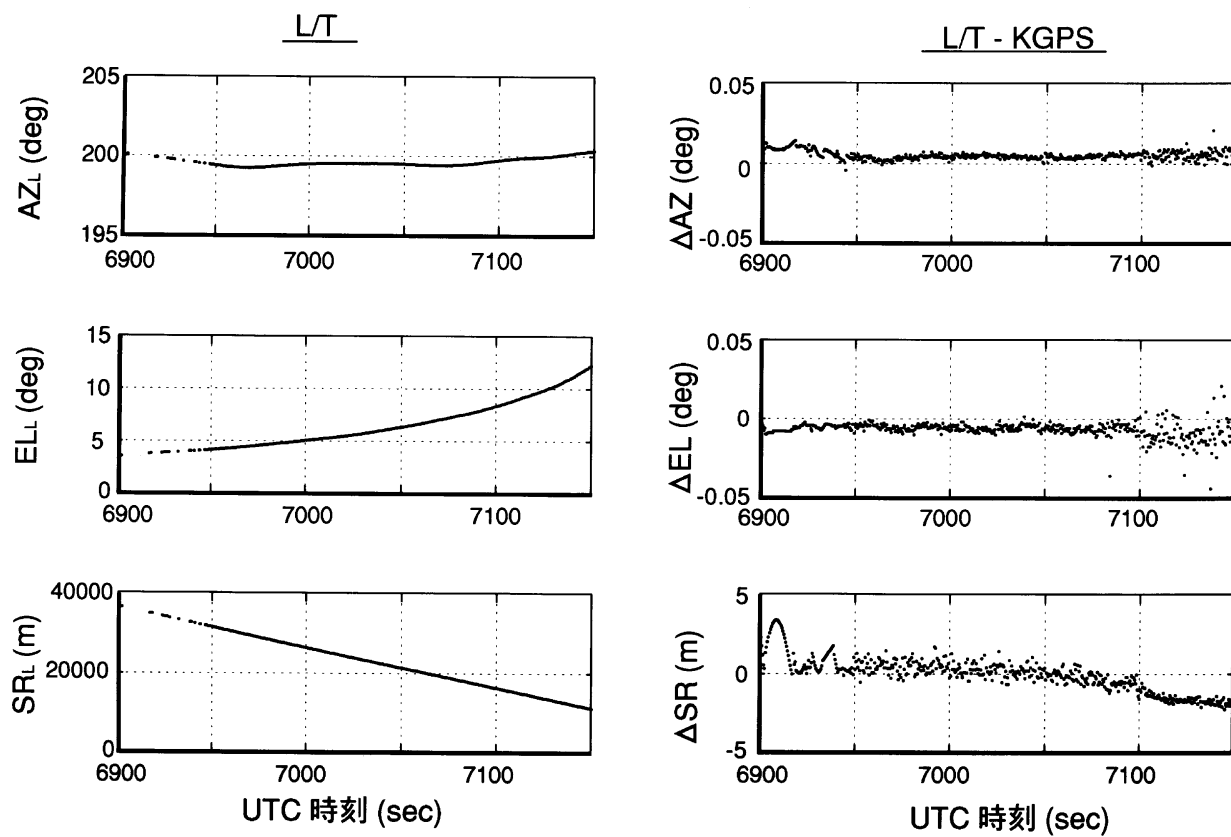 L/T
205
200
195
AZL (deg)
6900 7000 7100
15
10
5
0
ELL (deg)
6900 7000 7100
40000
20000
0
SRL (m)
6900 7000 7100
UTC 時刻 (sec)
L/T - KGPS
0.05
0
-0.05
ΔAZ (deg)
6900 7000 7100
0.05
0
-0.05
ΔEL (deg)
6900 7000 7100
5
0
-5
ΔSR (m)
6900 7000 7100
UTC 時刻 (sec)